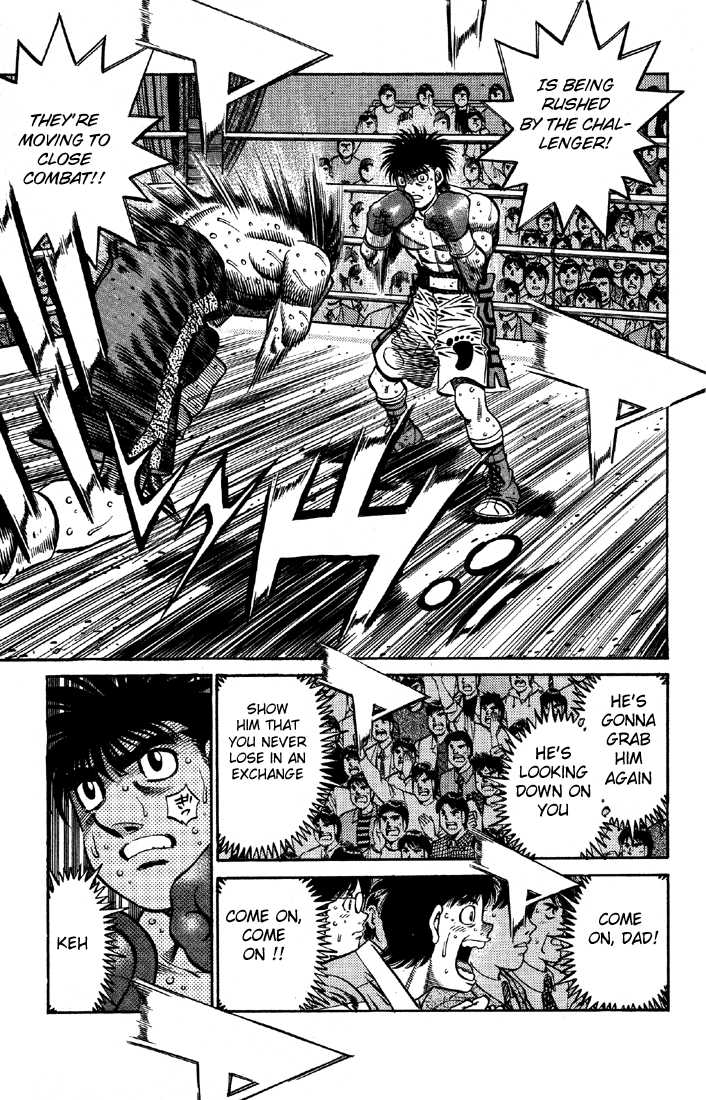 IS BEING
RUSHED
BY THE CHAL-
LENGER!
THEY'RE
MOVING TO
CLOSE
COMBAT!!
HE'S
GONNA
GRAB
HIM
AGAIN
HE'S
LOOKING
DOWN ON
YOU
SHOW
HIM THAT
YOU NEVER
LOSE IN AN
EXCHANGE
COME
ON, DAD!
COME ON,
COME
ON !!
KEH